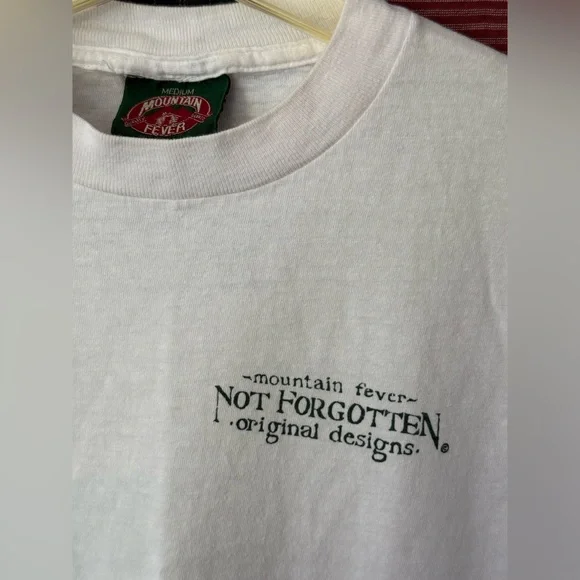 MEDIUM
MOUNTAIN
FEVER
~mountain fever~
NOT FORGOTTEN®
·original designs·